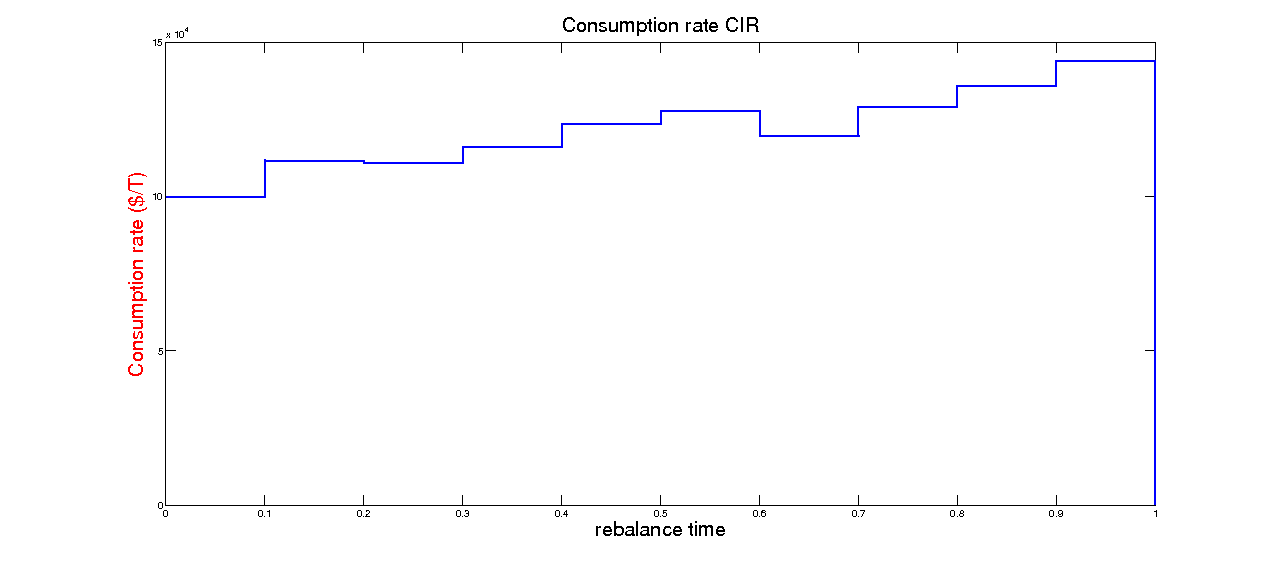 Consumption rate CIR
x 10^4
15
10
5
0
Consumption rate ($/T)
0 0.1 0.2 0.3 0.4 0.5 0.6 0.7 0.8 0.9 1
rebalance time